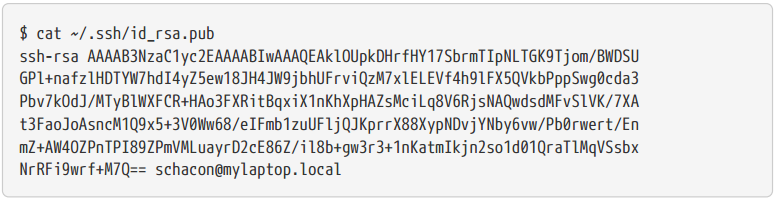 $ cat ~/.ssh/id_rsa.pub
ssh-rsa AAAAB3NzaC1yc2EAAAABIwAAAQEAklOUpkDHrfHY17SbrmTIpNLTGK9Tjom/BWDSU
GPl+nafzlHDTYW7hdI4yZ5ew18JH4JW9jbhUFrviQzM7xlELEVf4h9lFX5QVkbPppSwg0cda3
Pbv7kOdJ/MTyBlWXFCR+HAo3FXRitBqxiX1nKhXpHAZsMciLq8V6RjsNAQwdsdMFvSlVK/7XA
t3FaoJoAsncM1Q9x5+3V0Ww68/eIFmb1zuUFljQJKprrX88XypNDvjYNby6vw/Pb0rwert/En
mZ+AW4OZPnTPI89ZPmVMLuayrD2cE86Z/il8b+gw3r3+1nKatmIkjn2so1d01QraTlMqVSsbx
NrRFi9wrf+M7Q== schacon@mylaptop.local